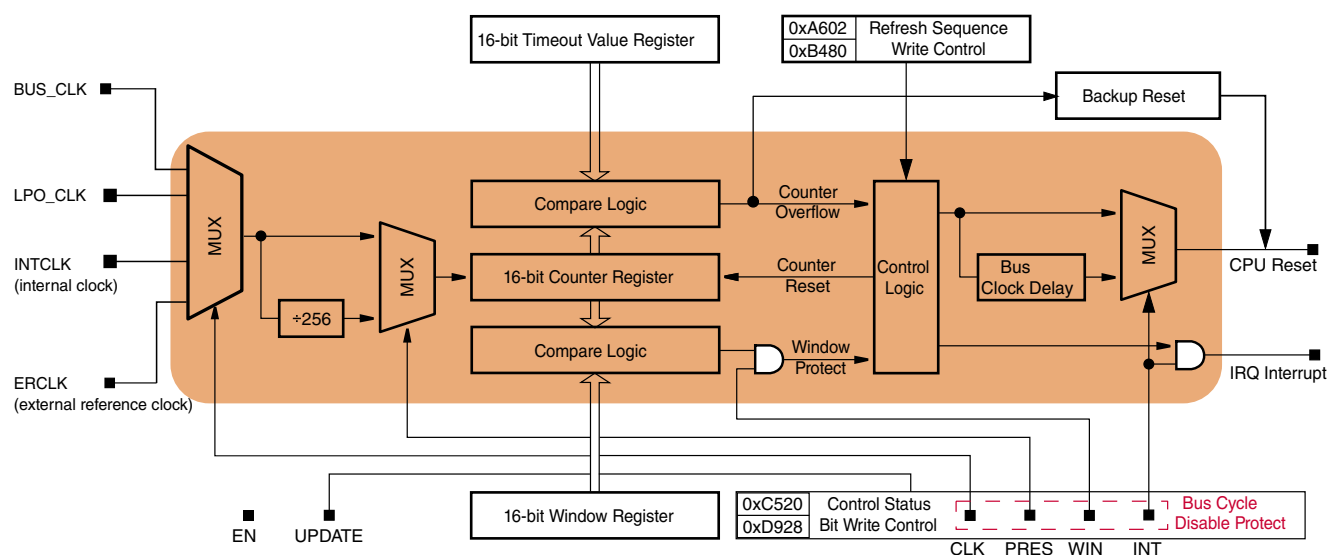 16-bit Timeout Value Register
0xA602
0xB480
Refresh Sequence
Write Control
Backup Reset
BUS_CLK
LPO_CLK
INTCLK
(internal clock)
ERCLK
(external reference clock)
MUX
÷256
MUX
Compare Logic
16-bit Counter Register
Compare Logic
Counter
Overflow
Counter
Reset
Window
Protect
Control
Logic
Bus
Clock Delay
MUX
CPU Reset
IRQ Interrupt
EN
UPDATE
16-bit Window Register
0xC520
0xD928
Control Status
Bit Write Control
Bus Cycle
Disable Protect
CLK
PRES
WIN
INT